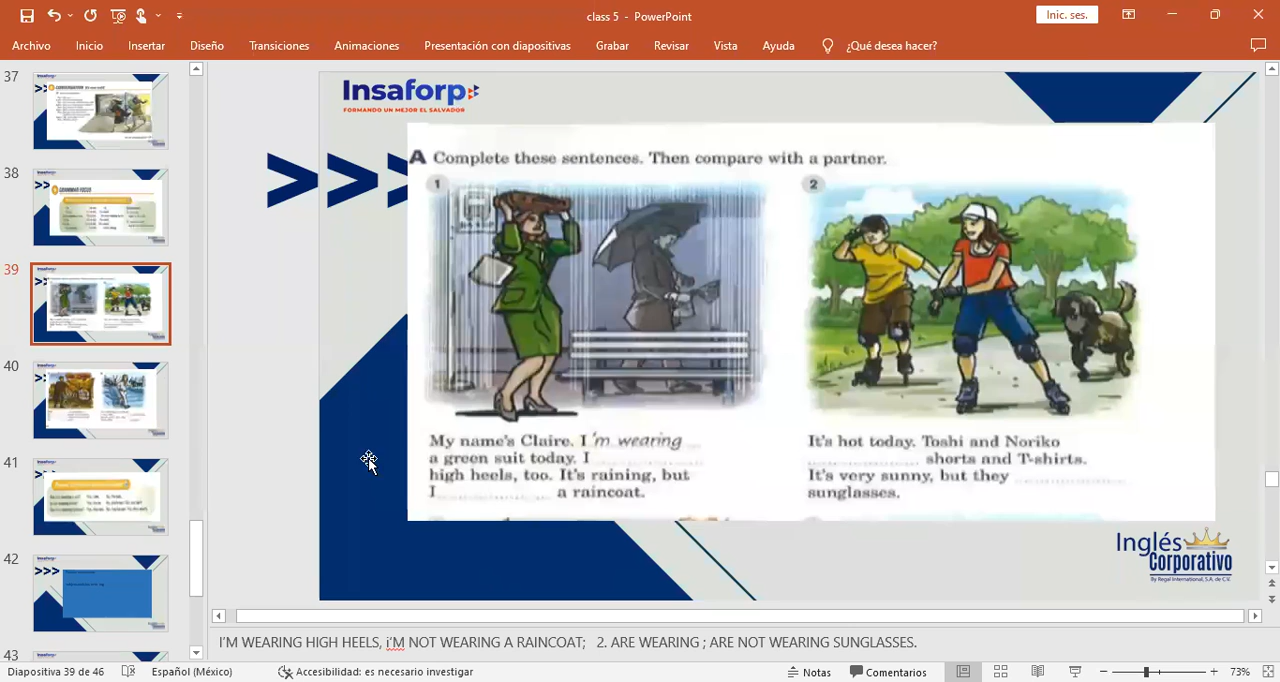 class 5 - PowerPoint
Inic. ses.
Archivo Inicio Insertar Diseño Transiciones Animaciones Presentación con diapositivas Grabar Revisar Vista Ayuda ¿Qué desea hacer?
37
38
39
40
41
42
43
Insaforp
FORMANDO UN MEJOR EL SALVADOR
A Complete these sentences. Then compare with a partner.
1
2
My name's Claire. I 'm wearing
a green suit today. I
high heels, too. It's raining, but
I a raincoat.
It's hot today. Toshi and Noriko
shorts and T-shirts.
It's very sunny, but they
sunglasses.
Inglés
Corporativo
By Regal International, S.A. de C.V.
I'M WEARING HIGH HEELS, i'M NOT WEARING A RAINCOAT; 2. ARE WEARING ; ARE NOT WEARING SUNGLASSES.
Diapositiva 39 de 46 Español (México) Accesibilidad: es necesario investigar Notas Comentarios 73%